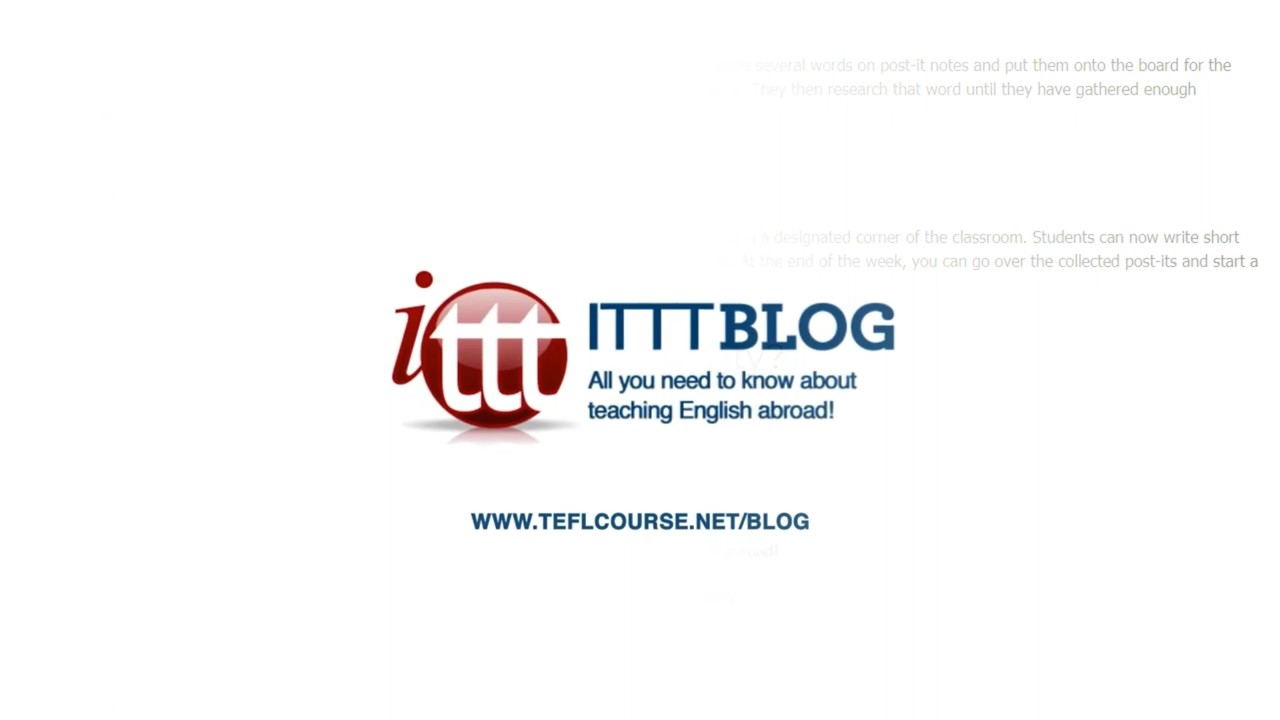 several words on post-it notes and put them onto the board for the
They then research that word until they have gathered enough
designated corner of the classroom. Students can now write short
At the end of the week, you can go over the collected post-its and start a
ittt
ITTT BLOG
All you need to know about
teaching English abroad!
WWW.TEFLCOURSE.NET/BLOG